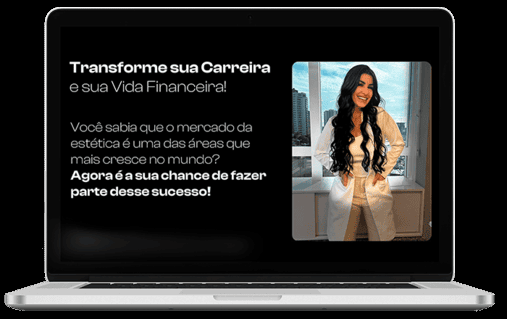 Transforme sua Carreira
e sua Vida Financeira!
Você sabia que o mercado da
estética é uma das áreas que
mais cresce no mundo?
Agora é a sua chance de fazer
parte desse sucesso!